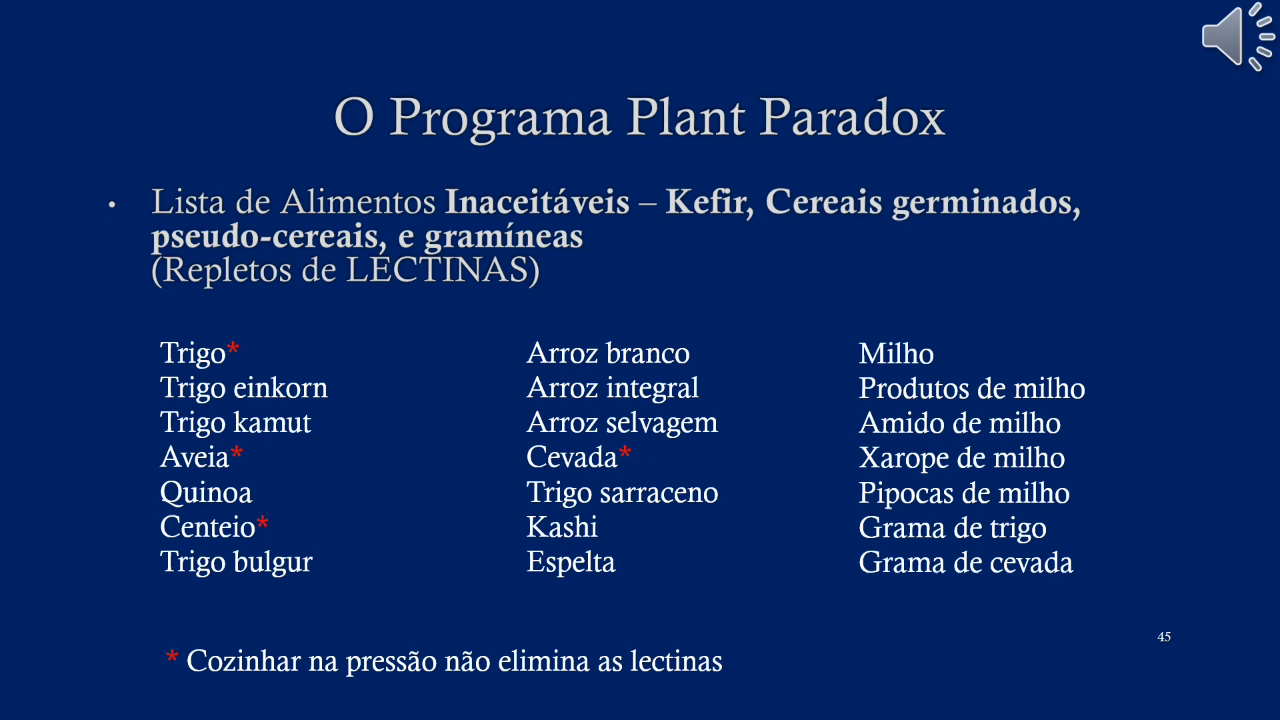 O Programa Plant Paradox
• Lista de Alimentos Inaceitáveis – Kefir, Cereais germinados,
pseudo-cereais, e gramíneas
(Repletos de LECTINAS)
Trigo*
Trigo einkorn
Trigo kamut
Aveia*
Quinoa
Centeio*
Trigo bulgur
Arroz branco
Arroz integral
Arroz selvagem
Cevada*
Trigo sarraceno
Kashi
Espelta
Milho
Produtos de milho
Amido de milho
Xarope de milho
Pipocas de milho
Grama de trigo
Grama de cevada
45
* Cozinhar na pressão não elimina as lectinas